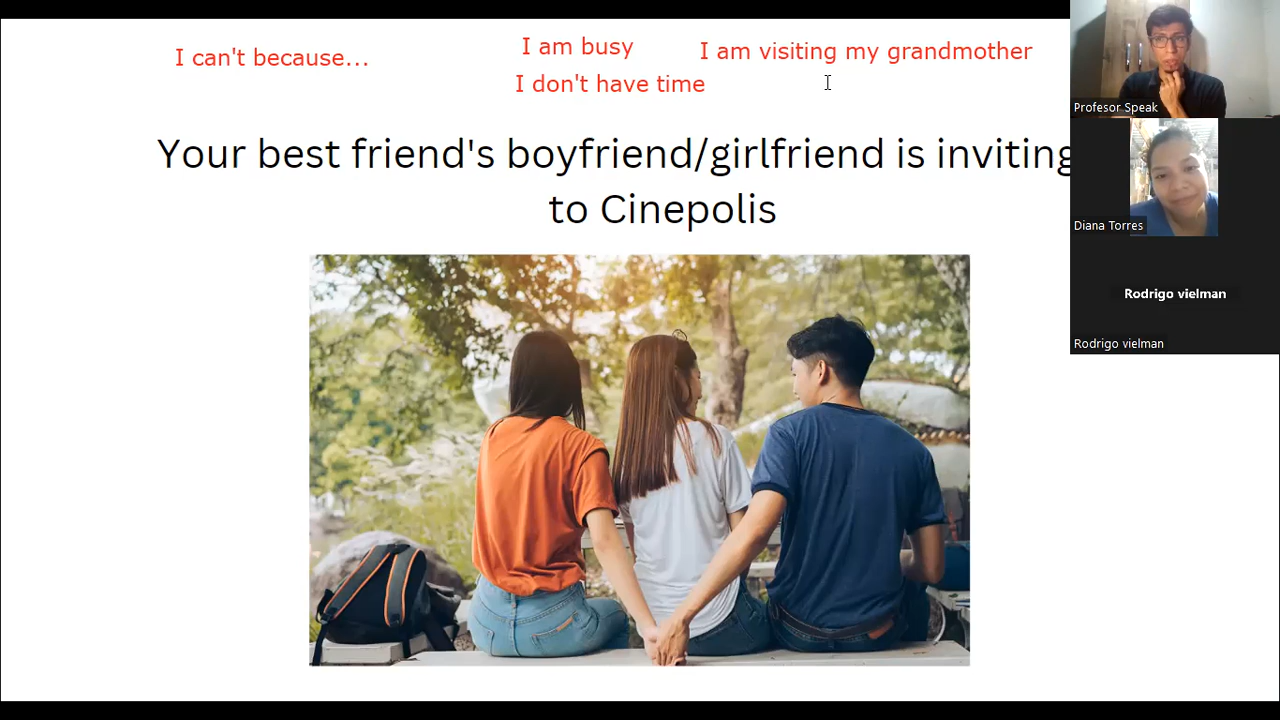 I can't because...
I am busy
I am visiting my grandmother
I don't have time
Your best friend's boyfriend/girlfriend is inviting
to Cinepolis
Profesor Speak
Diana Torres
Rodrigo vielman
Rodrigo vielman